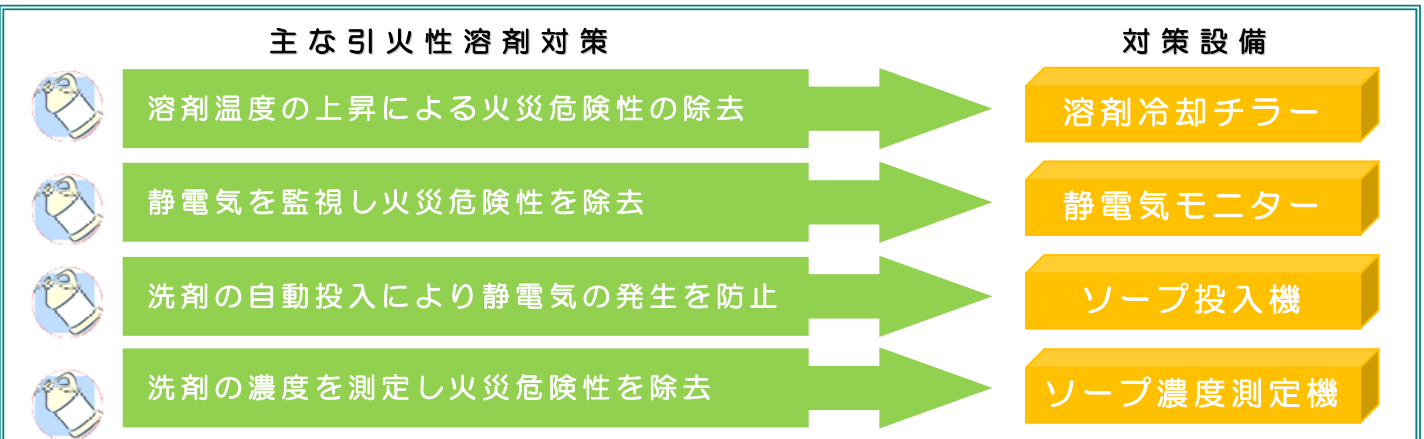 主な引火性溶剤対策
対策設備
溶剤温度の上昇による火災危険性の除去
溶剤冷却チラー
静電気を監視し火災危険性を除去
静電気モニター
洗剤の自動投入により静電気の発生を防止
ソープ投入機
洗剤の濃度を測定し火災危険性を除去
ソープ濃度測定機